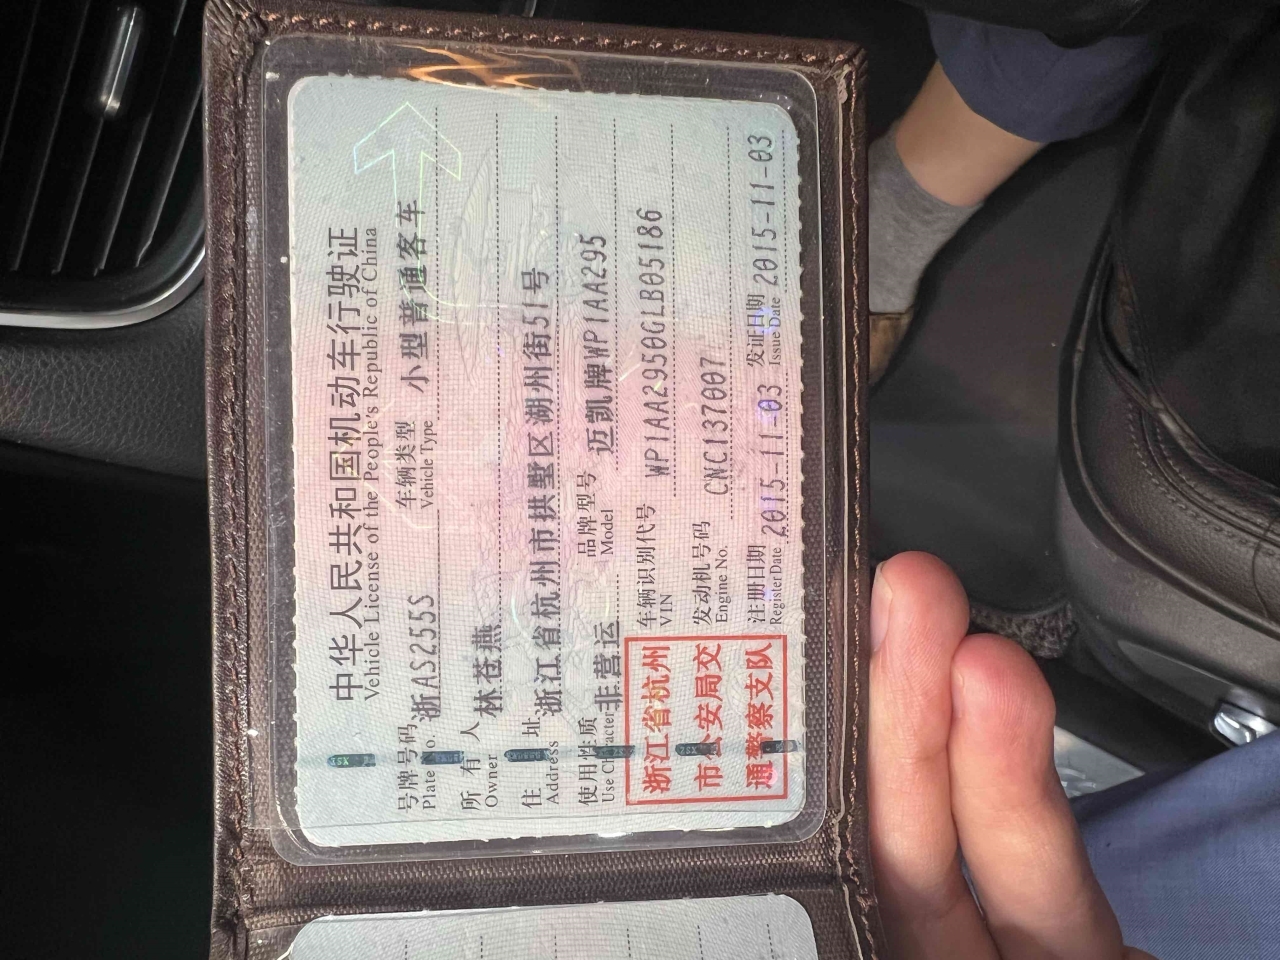 中华人民共和国机动车行驶证
Vehicle License of the People's Republic of China
号牌号码 浙AS255S 车辆类型 小型普通客车
Plate No. Vehicle Type
所有人 林苍燕
Owner
住址 浙江省杭州市拱墅区湖州街51号
Address
使用性质 非营运 品牌型号 迈凯牌WP1AA295
Use Character Model
车辆识别代号 WP1AA2950GLB05186
VIN
发动机号码 CNC137007
Engine No.
注册日期 2015-11-03 发证日期 2015-11-03
Register Date Issue Date
浙江省杭州
市公安局交
通警察支队